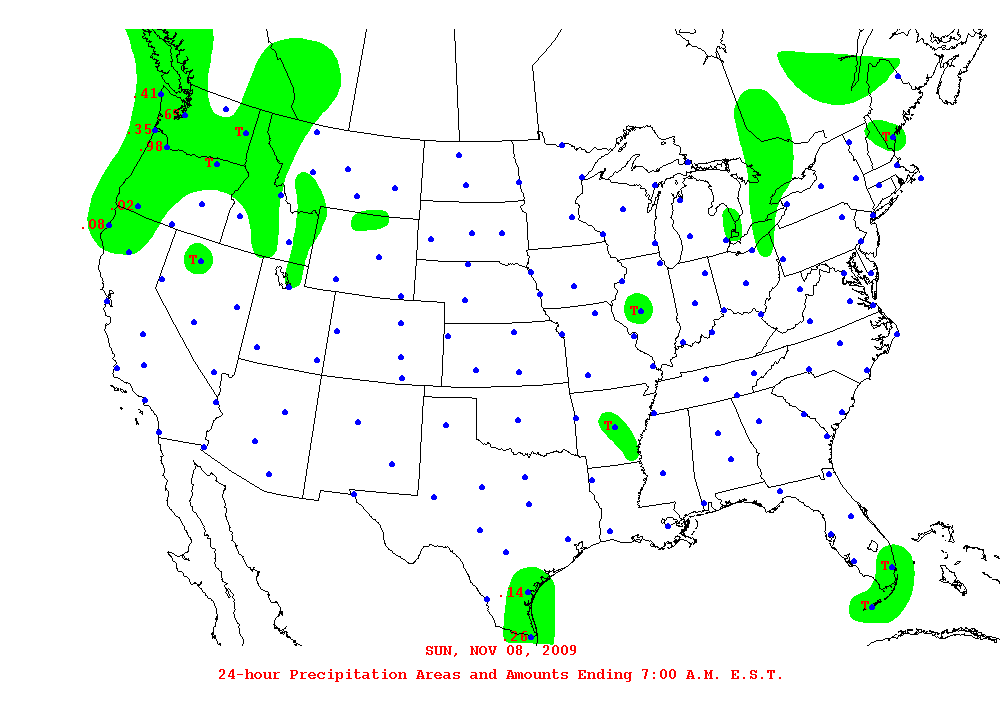 .41
.63
.35
T
.98
T
T
.02
.08
T
T
T
T
.14
T
.26
SUN, NOV 08, 2009
24-hour Precipitation Areas and Amounts Ending 7:00 A.M. E.S.T.